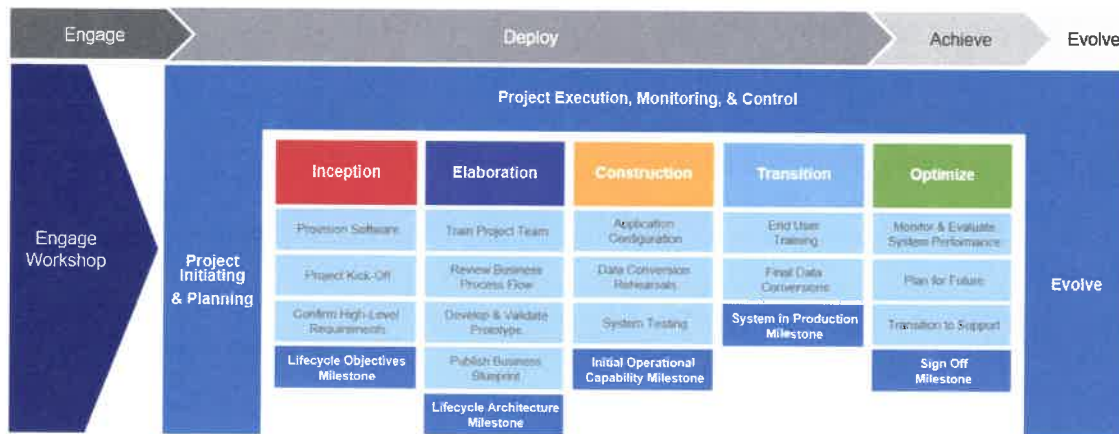 Engage
Deploy
Achieve
Evolve
Project Execution, Monitoring, & Control
Engage
Workshop
Project
Initiating
& Planning
Inception
Provision Software
Project Kick-Off
Confirm High-Level
Requirements
Lifecycle Objectives
Milestone
Elaboration
Train Project Team
Review Business
Process Flow
Develop & Validate
Prototype
Publish Business
Blueprint
Lifecycle Architecture
Milestone
Construction
Application
Configuration
Data Conversion
Rehearsals
System Testing
Initial Operational
Capability Milestone
Transition
End User
Training
Final Data
Conversions
System in Production
Milestone
Optimize
Monitor & Evaluate
System Performance
Plan for Future
Transition to Support
Sign Off
Milestone
Evolve